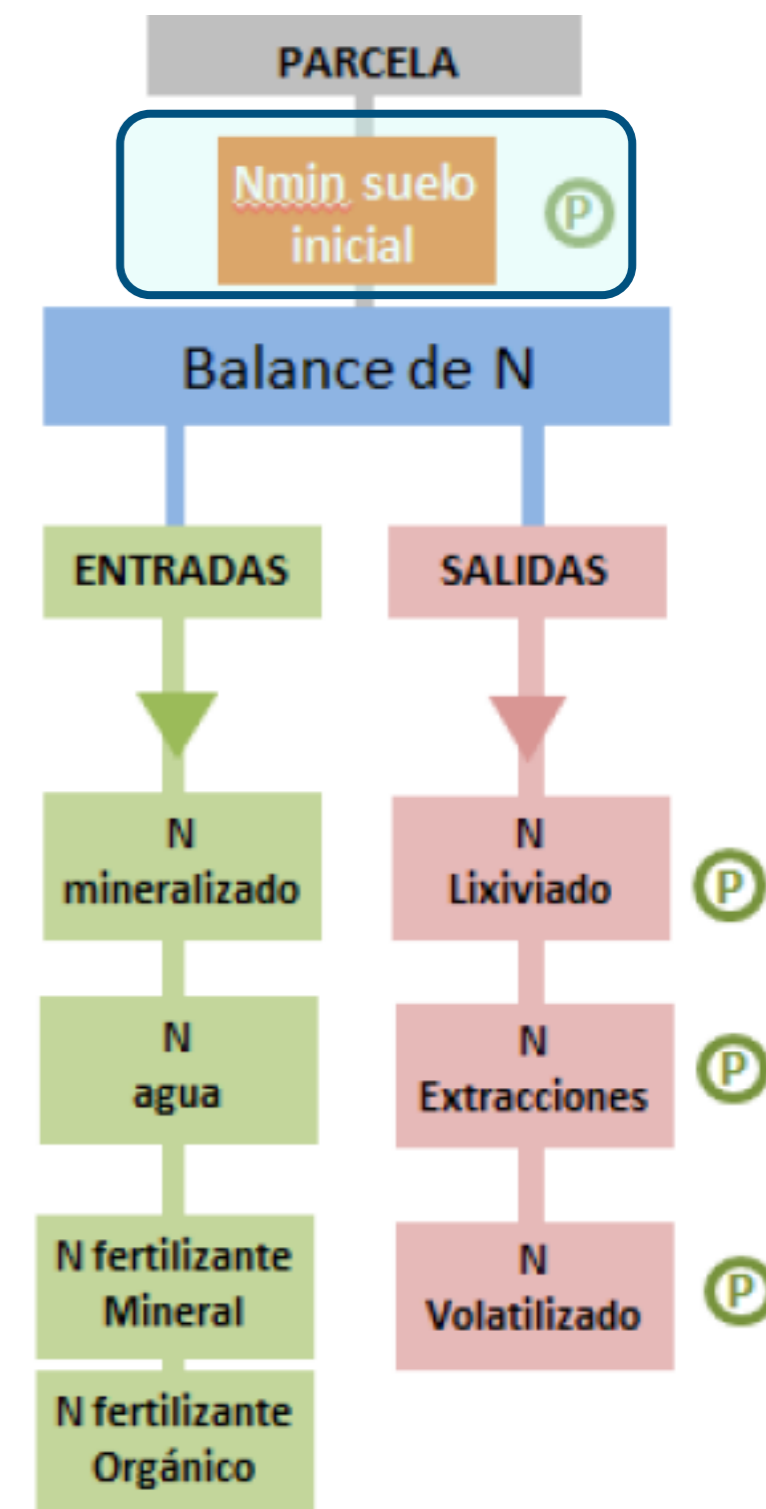 PARCELA
Nmin suelo
inicial
P
Balance de N
ENTRADAS
SALIDAS
N
mineralizado
N
Lixiviado
P
N
agua
N
Extracciones
P
N fertilizante
Mineral
N
Volatilizado
P
N fertilizante
Orgánico